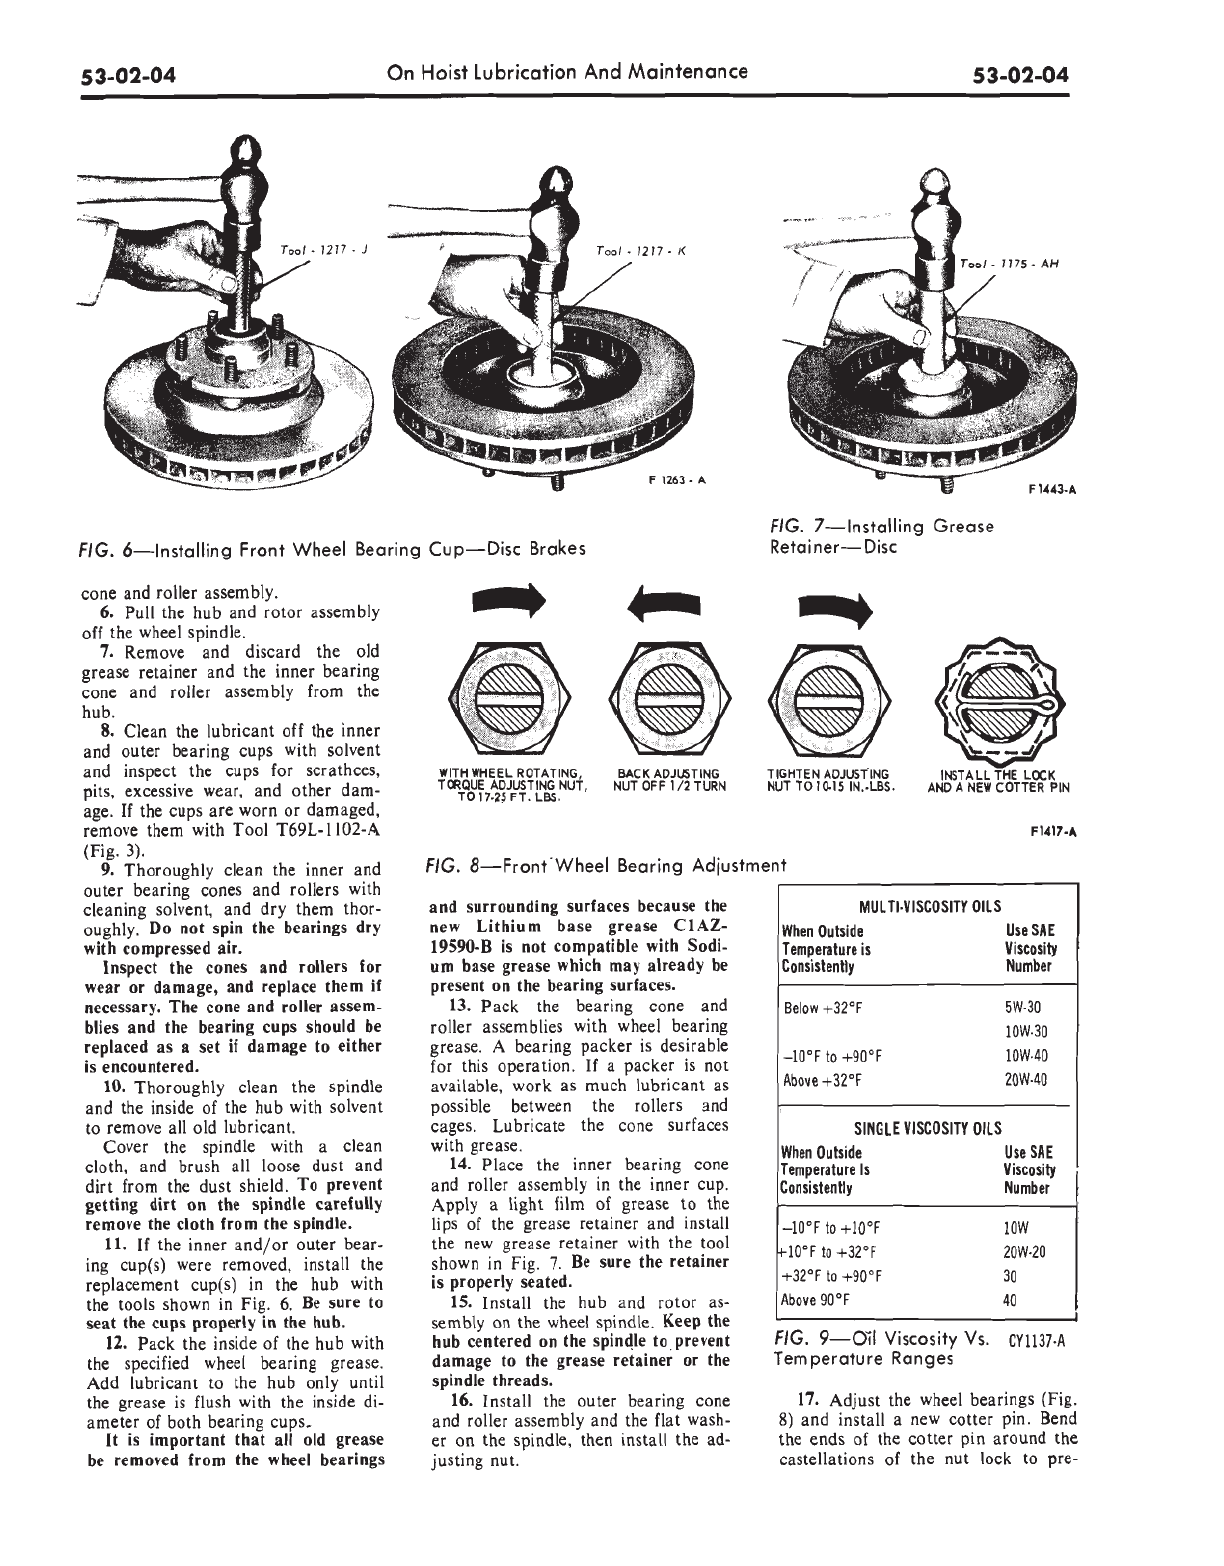 53-02-04
On Hoist Lubrication And Maintenance
53-02-04
Tool - 1217 - J
Tool - 1217 - K
F 1263 - A
Tool - 1175 - AH
F1443-A
FIG. 6—Installing Front Wheel Bearing Cup—Disc Brakes
FIG. 7—Installing Grease
Retainer—Disc
WITH WHEEL ROTATING,
TORQUE ADJUSTING NUT,
TO 17-25 FT. LBS.
BACK ADJUSTING
NUT OFF 1/2 TURN
TIGHTEN ADJUSTING
NUT TO 10-15 IN.-LBS.
INSTALL THE LOCK
AND A NEW COTTER PIN
F1417-A
FIG. 8—Front Wheel Bearing Adjustment
cone and roller assembly.
6. Pull the hub and rotor assembly
off the wheel spindle.
7. Remove and discard the old
grease retainer and the inner bearing
cone and roller assembly from the
hub.
8. Clean the lubricant off the inner
and outer bearing cups with solvent
and inspect the cups for scrathces,
pits, excessive wear, and other dam-
age. If the cups are worn or damaged,
remove them with Tool T69L-1102-A
(Fig. 3).
9. Thoroughly clean the inner and
outer bearing cones and rollers with
cleaning solvent, and dry them thor-
oughly. Do not spin the bearings dry
with compressed air.
Inspect the cones and rollers for
wear or damage, and replace them if
necessary. The cone and roller assem-
blies and the bearing cups should be
replaced as a set if damage to either
is encountered.
10. Thoroughly clean the spindle
and the inside of the hub with solvent
to remove all old lubricant.
Cover the spindle with a clean
cloth, and brush all loose dust and
dirt from the dust shield. To prevent
getting dirt on the spindle carefully
remove the cloth from the spindle.
11. If the inner and/or outer bear-
ing cup(s) were removed, install the
replacement cup(s) in the hub with
the tools shown in Fig. 6. Be sure to
seat the cups properly in the hub.
12. Pack the inside of the hub with
the specified wheel bearing grease.
Add lubricant to the hub only until
the grease is flush with the inside di-
ameter of both bearing cups.
It is important that all old grease
be removed from the wheel bearings
and surrounding surfaces because the
new Lithium base grease C1AZ-
19590-B is not compatible with Sodi-
um base grease which may already be
present on the bearing surfaces.
13. Pack the bearing cone and
roller assemblies with wheel bearing
grease. A bearing packer is desirable
for this operation. If a packer is not
available, work as much lubricant as
possible between the rollers and
cages. Lubricate the cone surfaces
with grease.
14. Place the inner bearing cone
and roller assembly in the inner cup.
Apply a light film of grease to the
lips of the grease retainer and install
the new grease retainer with the tool
shown in Fig. 7. Be sure the retainer
is properly seated.
15. Install the hub and rotor as-
sembly on the wheel spindle. Keep the
hub centered on the spindle to prevent
damage to the grease retainer or the
spindle threads.
16. Install the outer bearing cone
and roller assembly and the flat wash-
er on the spindle, then install the ad-
justing nut.
MULTI-VISCOSITY OILS
When Outside Use SAE
Temperature is Viscosity
Consistently Number
Below +32°F 5W-30
10W-30
–10°F to +90°F 10W-40
Above +32°F 20W-40
SINGLE VISCOSITY OILS
When Outside Use SAE
Temperature Is Viscosity
Consistently Number
–10°F to +10°F 10W
+10°F to +32°F 20W-20
+32°F to +90°F 30
Above 90°F 40
FIG. 9—Oil Viscosity Vs. CY1137-A
Temperature Ranges
17. Adjust the wheel bearings (Fig.
8) and install a new cotter pin. Bend
the ends of the cotter pin around the
castellations of the nut lock to pre-